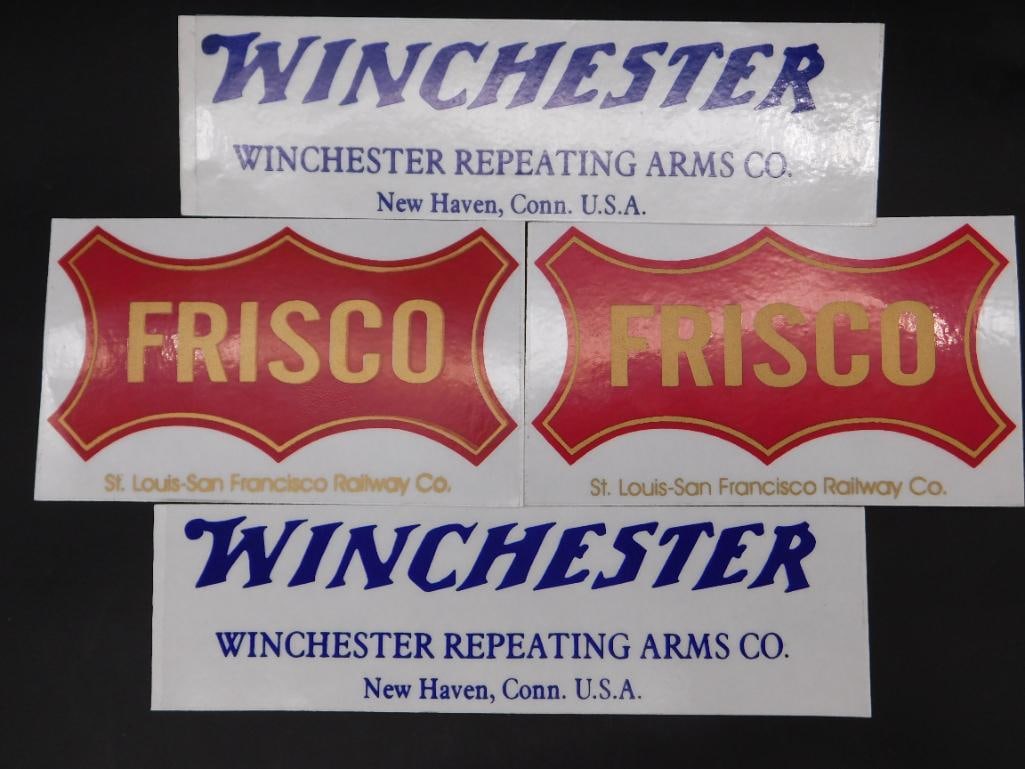 WINCHESTER
WINCHESTER REPEATING ARMS CO.
New Haven, Conn. U.S.A.
FRISCO
St. Louis-San Francisco Railway Co.
FRISCO
St. Louis-San Francisco Railway Co.
WINCHESTER
WINCHESTER REPEATING ARMS CO.
New Haven, Conn. U.S.A.